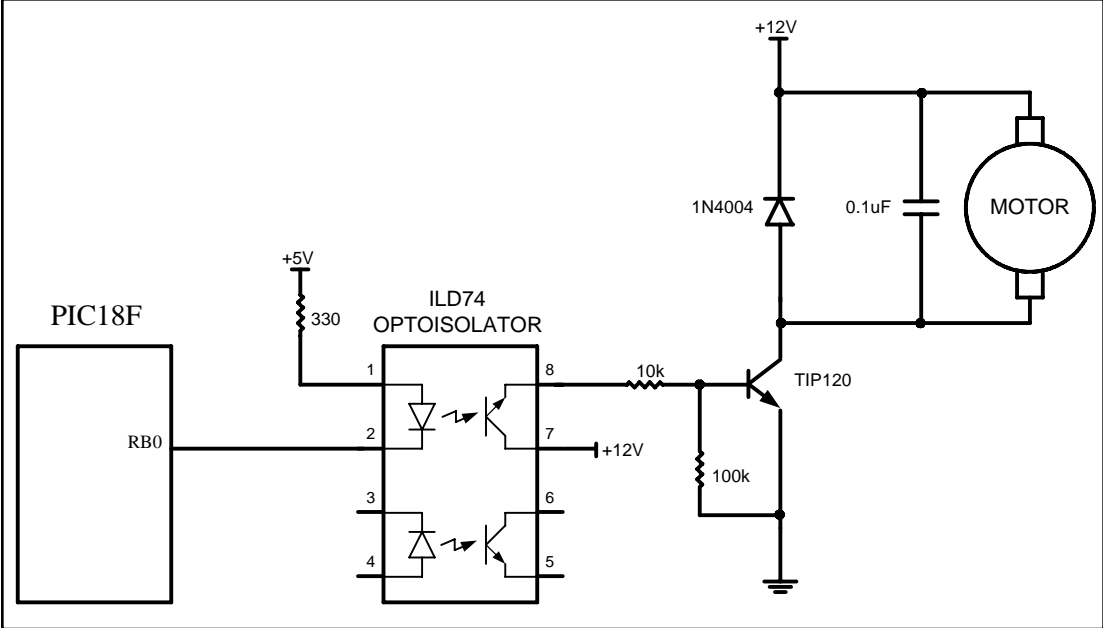 +12V
1N4004
0.1uF
MOTOR
+5V
330
PIC18F
ILD74
OPTOISOLATOR
1
8
10k
TIP120
RB0
2
7
+12V
100k
3
6
4
5